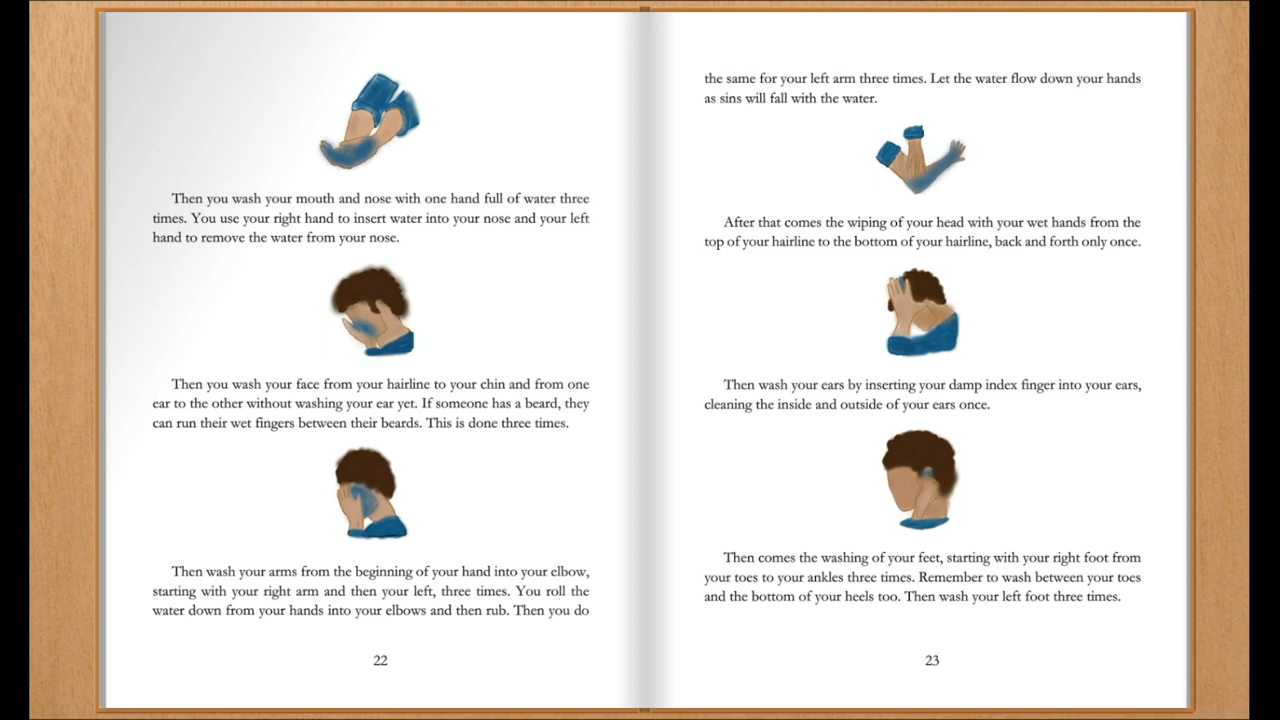 Then you wash your mouth and nose with one hand full of water three
times. You use your right hand to insert water into your nose and your left
hand to remove the water from your nose.
Then you wash your face from your hairline to your chin and from one
ear to the other without washing your ear yet. If someone has a beard, they
can run their wet fingers between their beards. This is done three times.
Then wash your arms from the beginning of your hand into your elbow,
starting with your right arm and then your left, three times. You roll the
water down from your hands into your elbows and then rub. Then you do
22
the same for your left arm three times. Let the water flow down your hands
as sins will fall with the water.
After that comes the wiping of your head with your wet hands from the
top of your hairline to the bottom of your hairline, back and forth only once.
Then wash your ears by inserting your damp index finger into your ears,
cleaning the inside and outside of your ears once.
Then comes the washing of your feet, starting with your right foot from
your toes to your ankles three times. Remember to wash between your toes
and the bottom of your heels too. Then wash your left foot three times.
23